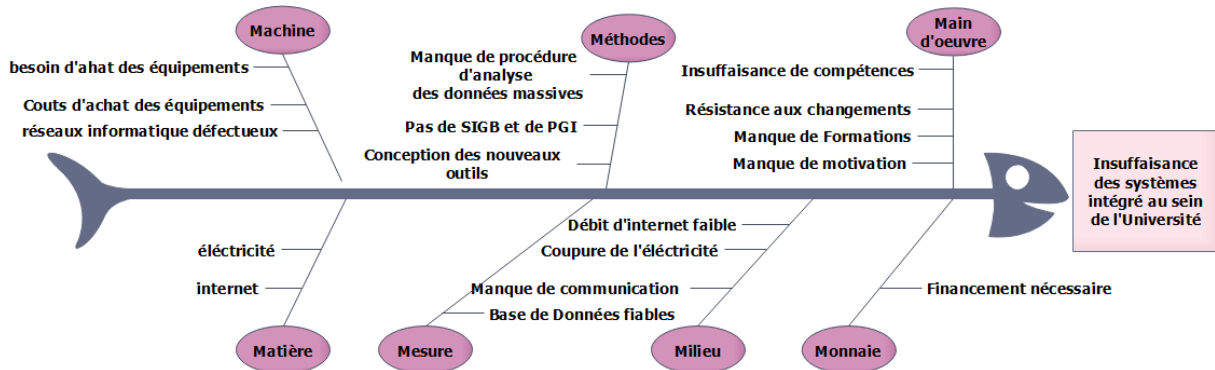 Machine
besoin d'ahat des équipements
Couts d'achat des équipements
réseaux informatique défectueux
Méthodes
Manque de procédure
d'analyse
des données massives
Pas de SIGB et de PGI
Conception des nouveaux
outils
Main
d'oeuvre
Insuffaisance de compétences
Résistance aux changements
Manque de Formations
Manque de motivation
Insuffaisance
des systèmes
intégré au sein
de l'Université
éléctricité
internet
Matière
Base de Données fiables
Mesure
Débit d'internet faible
Coupure de l'éléctricité
Manque de communication
Milieu
Financement nécessaire
Monnaie